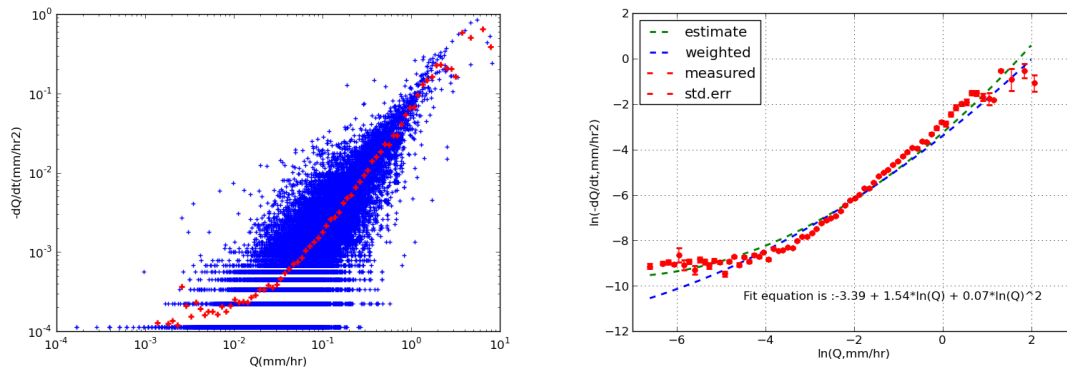 10^0
10^-1
10^-2
10^-3
10^-4
-dQ/dt(mm/hr2)
10^-4 10^-3 10^-2 10^-1 10^0 10^1
Q(mm/hr)
2
0
−2
−4
−6
−8
−10
−12
ln(-dQ/dt,mm/hr2)
estimate
weighted
measured
std.err
Fit equation is :-3.39 + 1.54*ln(Q) + 0.07*ln(Q)^2
−6 −4 −2 0 2
ln(Q,mm/hr)